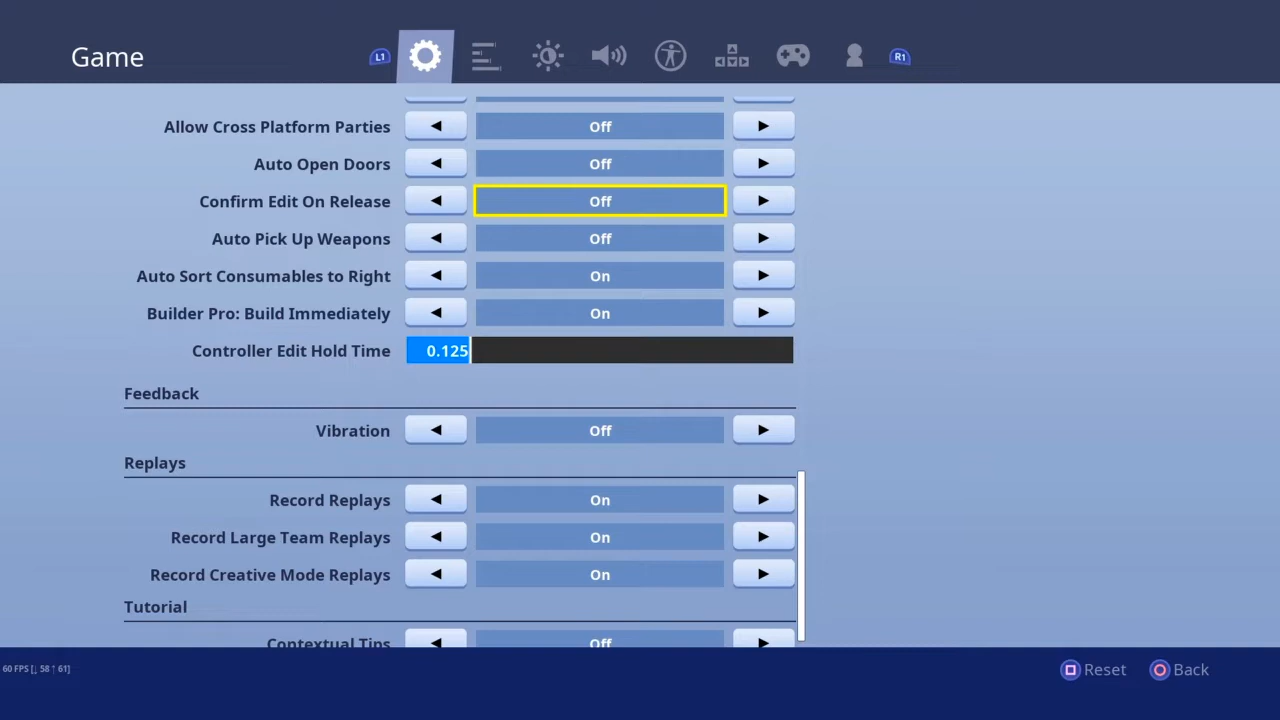 Game
L1
R1
Allow Cross Platform Parties Off
Auto Open Doors Off
Confirm Edit On Release Off
Auto Pick Up Weapons Off
Auto Sort Consumables to Right On
Builder Pro: Build Immediately On
Controller Edit Hold Time 0.125
Feedback
Vibration Off
Replays
Record Replays On
Record Large Team Replays On
Record Creative Mode Replays On
Tutorial
Contextual Tips Off
60 FPS [↓ 58 ↑ 61]
Reset
Back